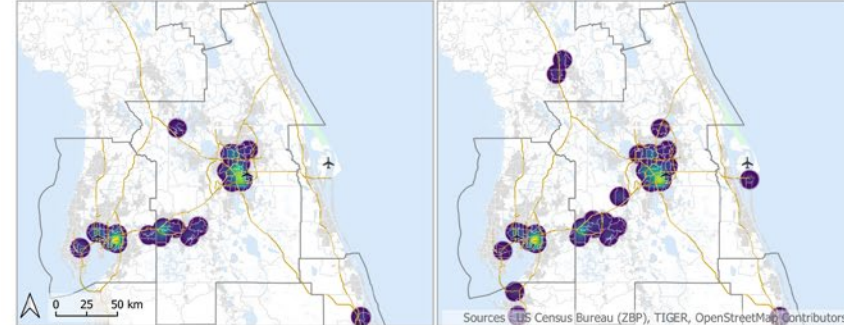 0 25 50 km
Sources : US Census Bureau (ZBP), TIGER, OpenStreetMap Contributors